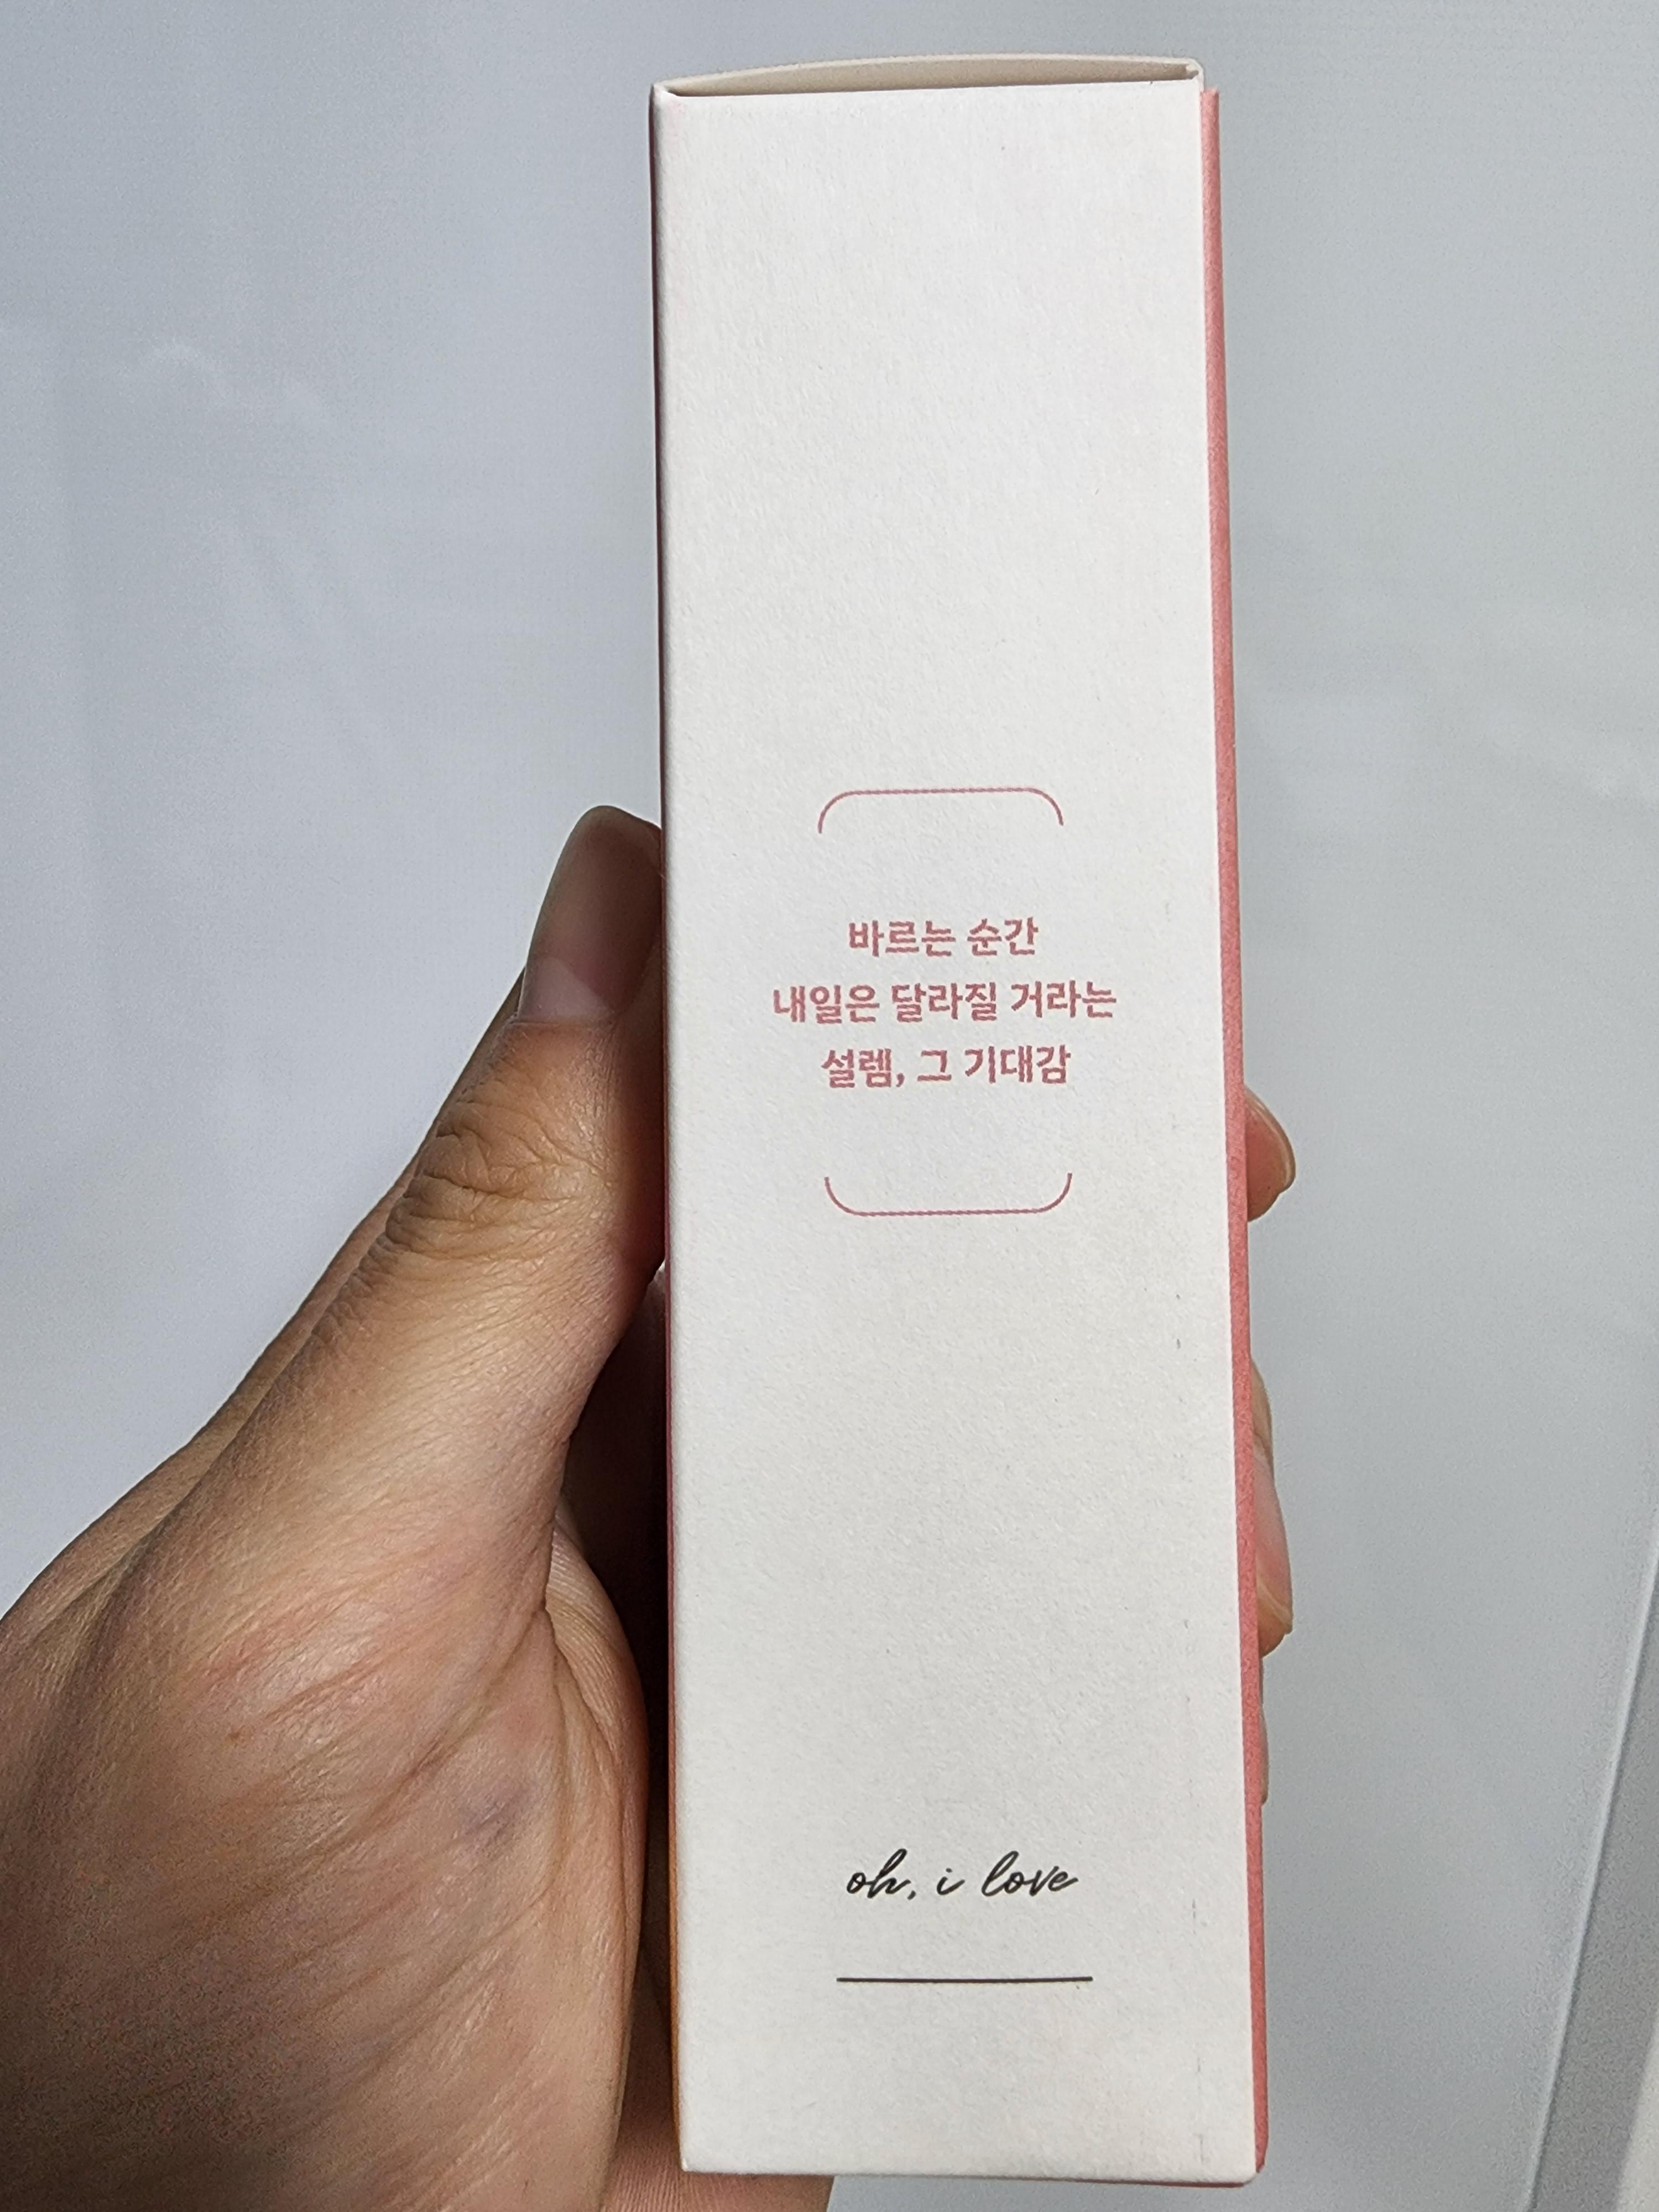 바르는 순간
내일은 달라질 거라는
설렘, 그 기대감
oh, i love